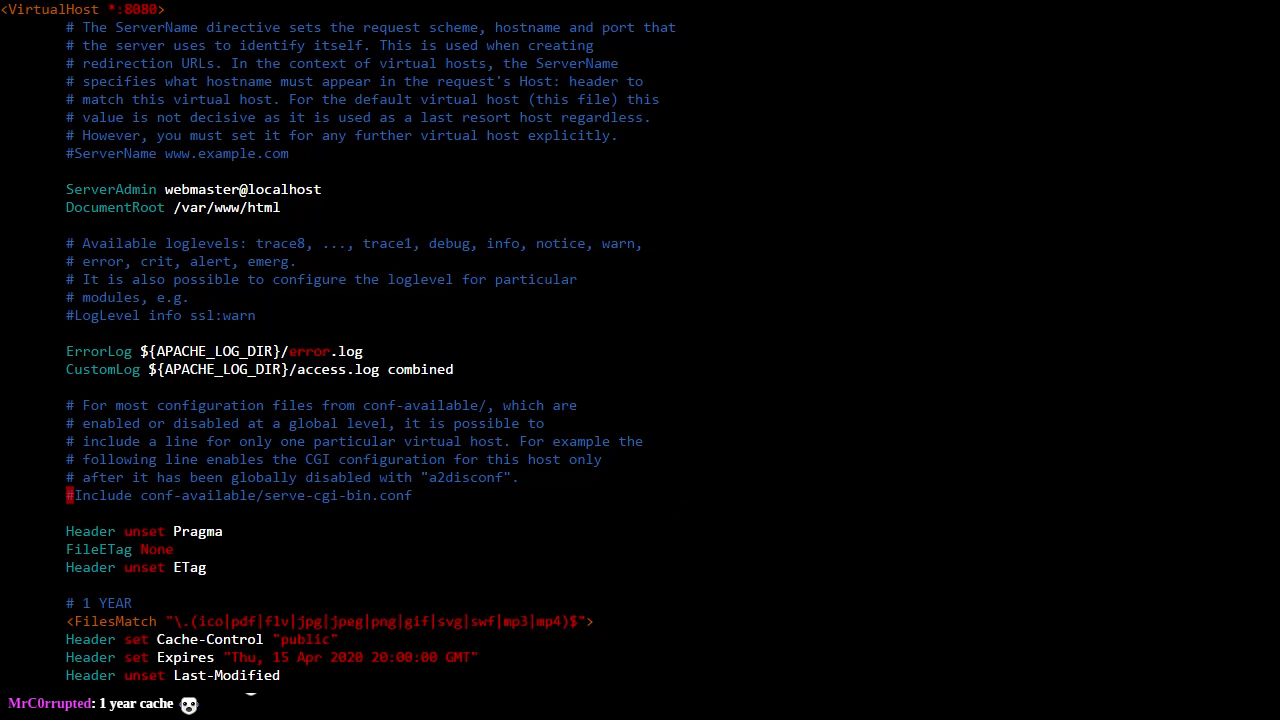 <VirtualHost *:8080>
# The ServerName directive sets the request scheme, hostname and port that
# the server uses to identify itself. This is used when creating
# redirection URLs. In the context of virtual hosts, the ServerName
# specifies what hostname must appear in the request's Host: header to
# match this virtual host. For the default virtual host (this file) this
# value is not decisive as it is used as a last resort host regardless.
# However, you must set it for any further virtual host explicitly.
#ServerName www.example.com
ServerAdmin webmaster@localhost
DocumentRoot /var/www/html
# Available loglevels: trace8, ..., trace1, debug, info, notice, warn,
# error, crit, alert, emerg.
# It is also possible to configure the loglevel for particular
# modules, e.g.
#LogLevel info ssl:warn
ErrorLog ${APACHE_LOG_DIR}/error.log
CustomLog ${APACHE_LOG_DIR}/access.log combined
# For most configuration files from conf-available/, which are
# enabled or disabled at a global level, it is possible to
# include a line for only one particular virtual host. For example the
# following line enables the CGI configuration for this host only
# after it has been globally disabled with "a2disconf".
#Include conf-available/serve-cgi-bin.conf
Header unset Pragma
FileETag None
Header unset ETag
# 1 YEAR
<FilesMatch "\.(ico|pdf|flv|jpg|jpeg|png|gif|svg|swf|mp3|mp4)$">
Header set Cache-Control "public"
Header set Expires "Thu, 15 Apr 2020 20:00:00 GMT"
Header unset Last-Modified
MrC0rrupted: 1 year cache